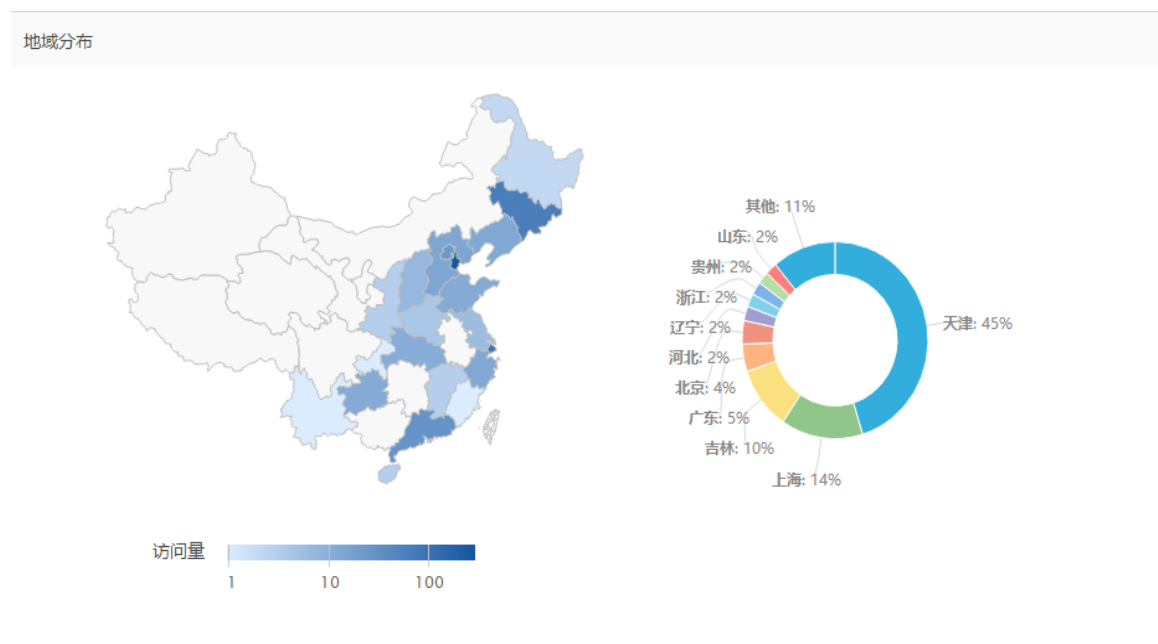 地域分布
其他: 11%
山东: 2%
贵州: 2%
浙江: 2%
辽宁: 2%
河北: 2%
北京: 4%
广东: 5%
吉林: 10%
上海: 14%
天津: 45%
访问量
1 10 100